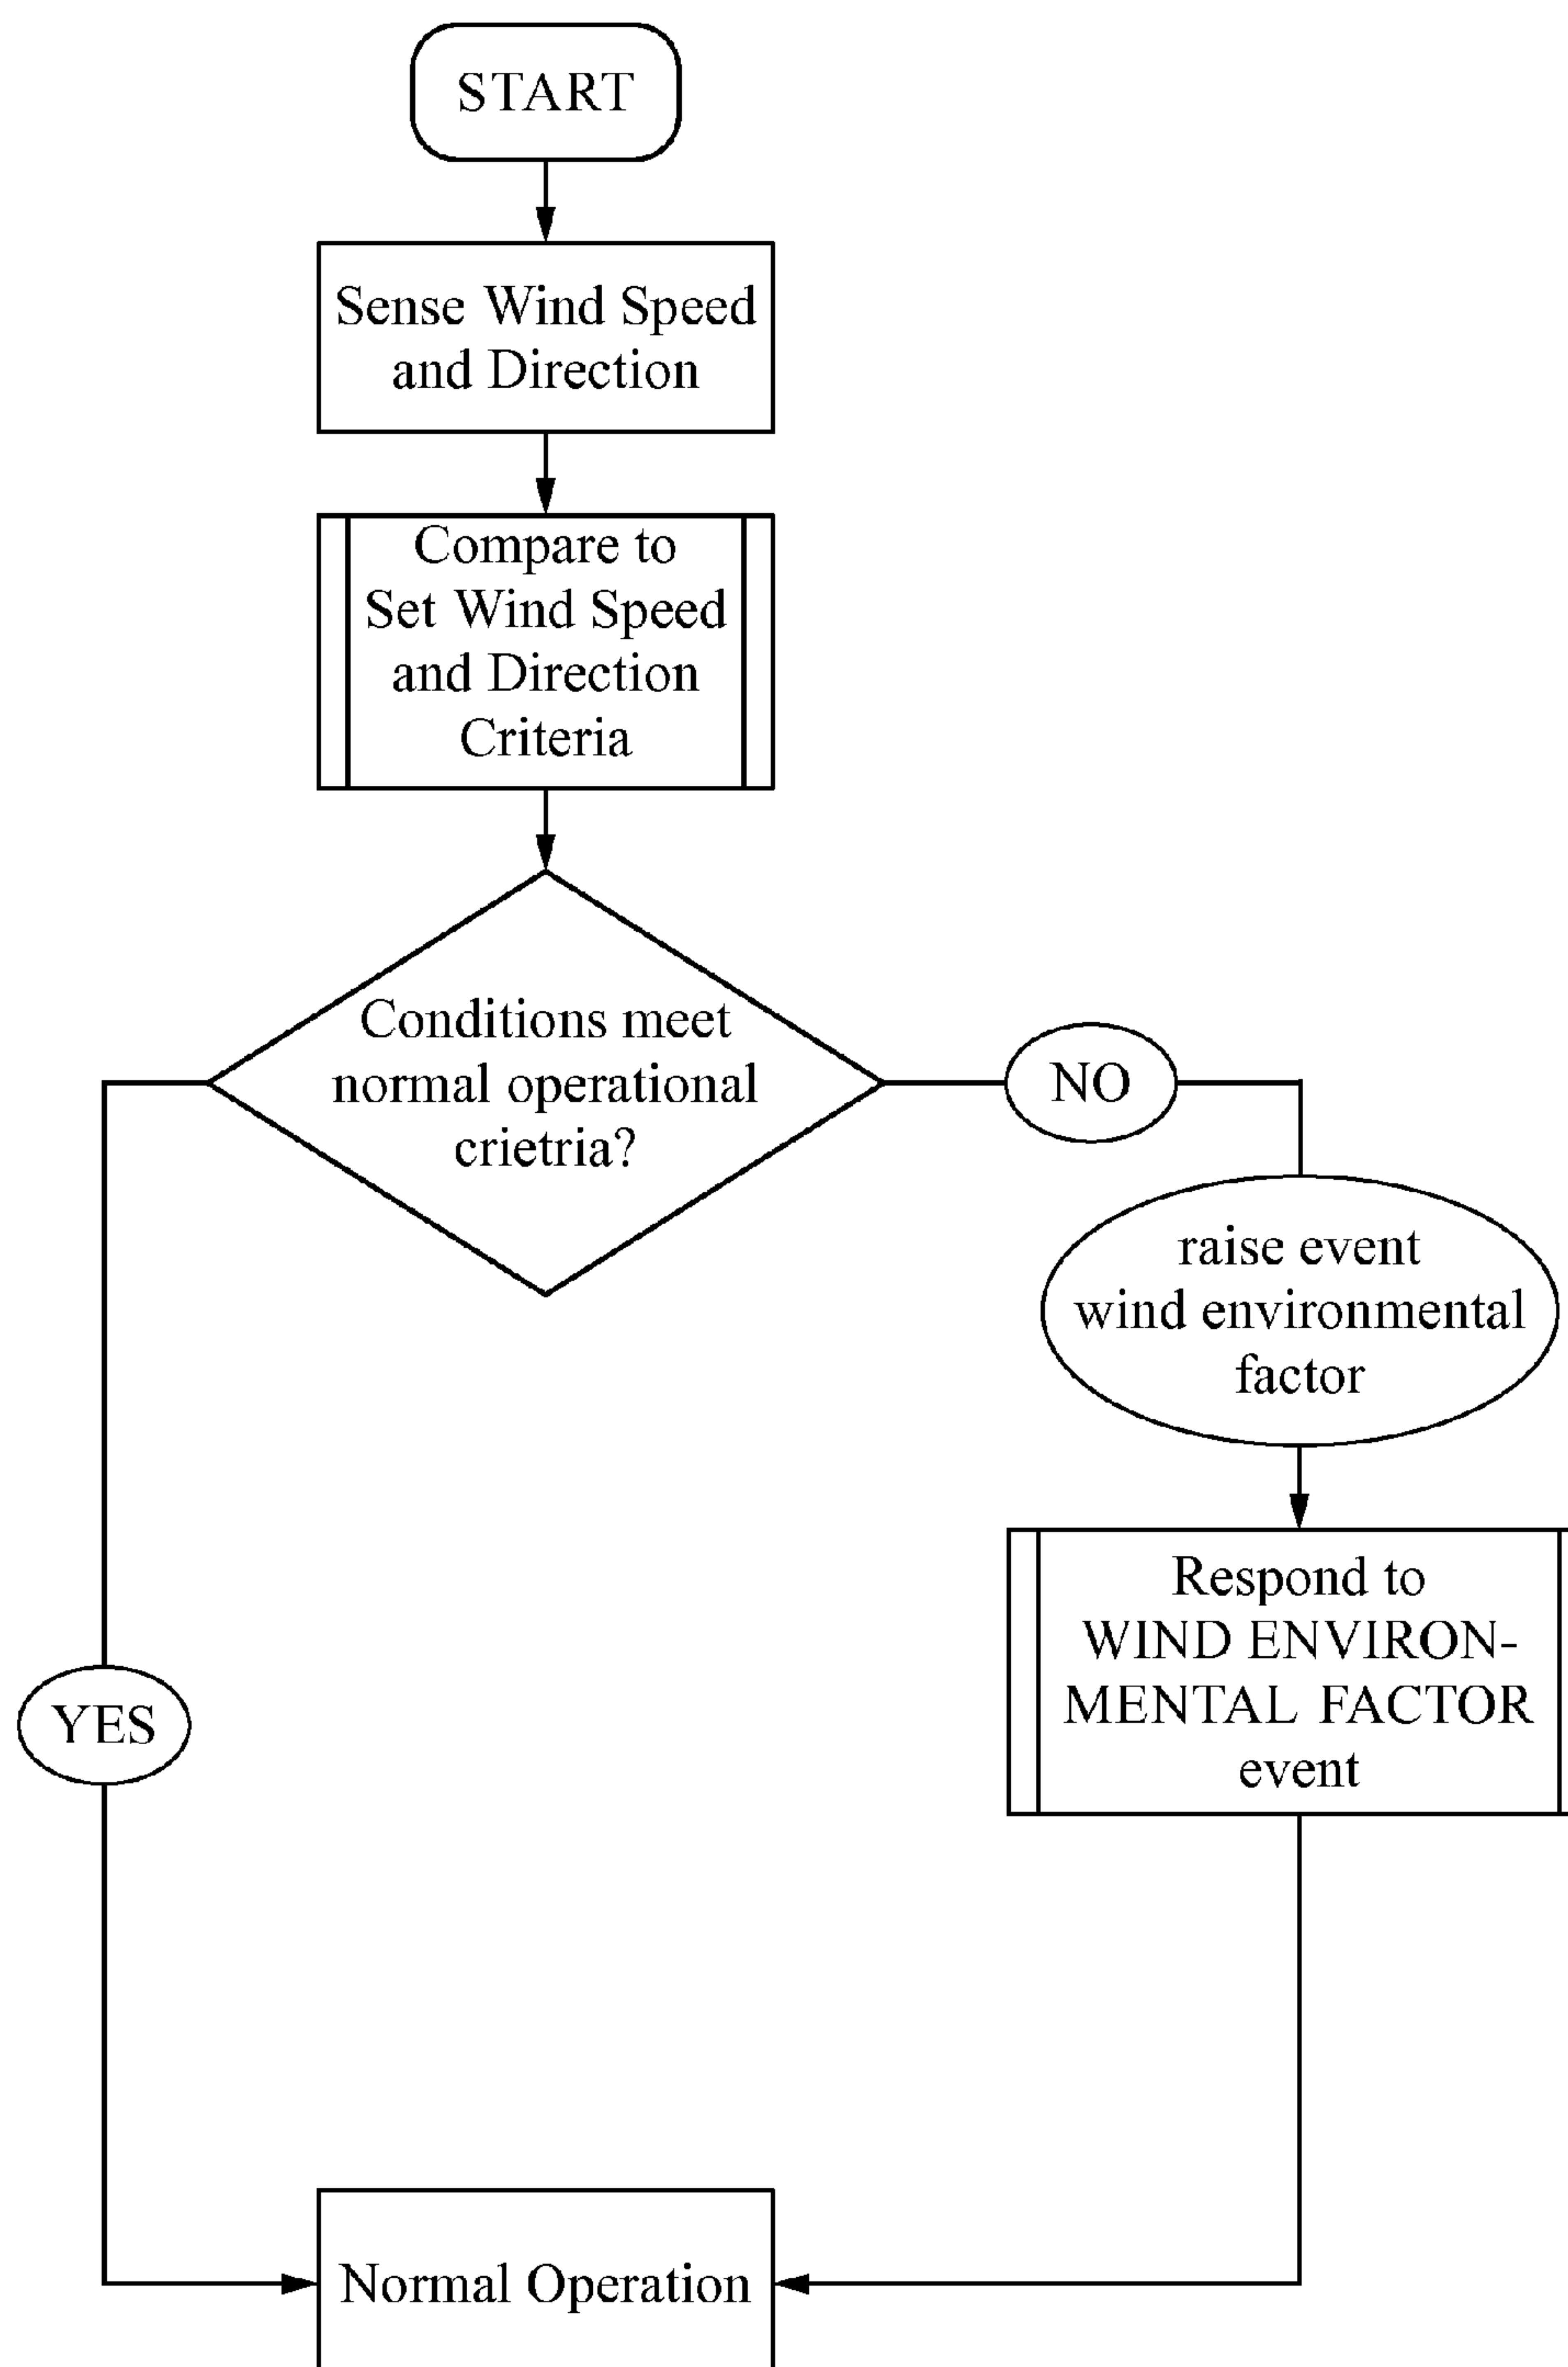 START
Sense Wind Speed
and Direction
Compare to
Set Wind Speed
and Direction
Criteria
Conditions meet
normal operational
crietria?
NO
raise event
wind environmental
factor
Respond to
WIND ENVIRON-
MENTAL FACTOR
event
YES
Normal Operation